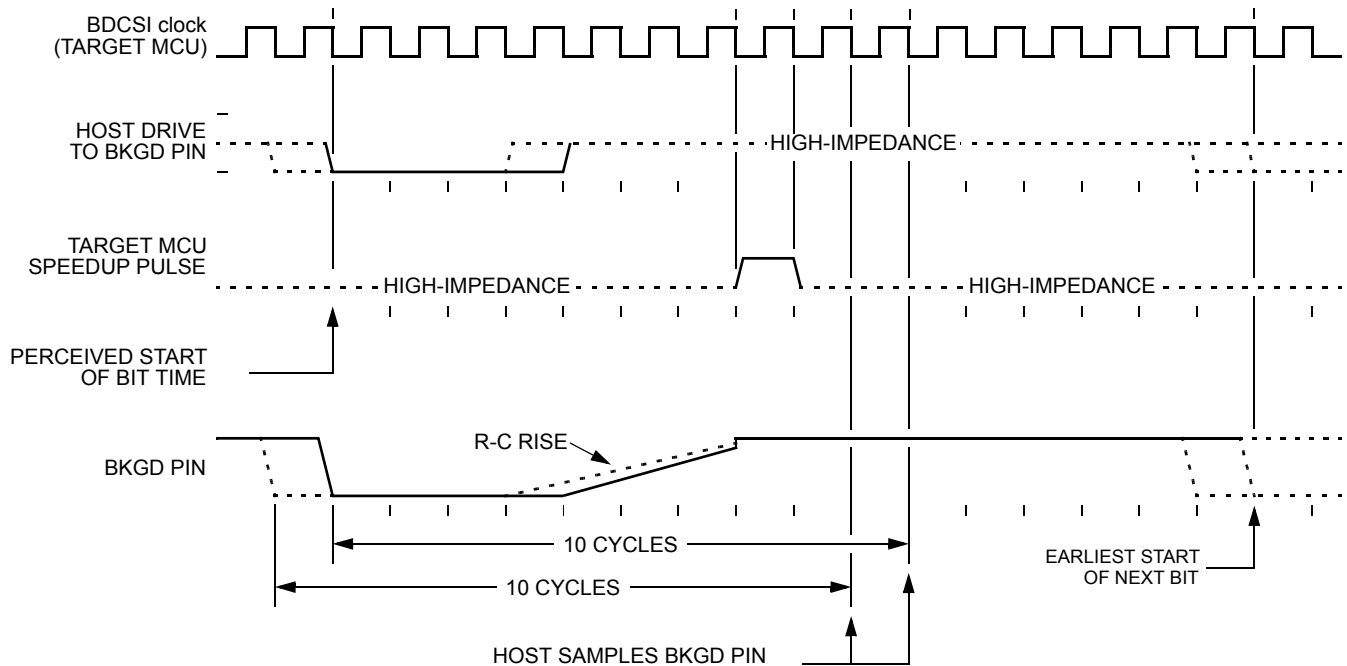 BDCSI clock
(TARGET MCU)
HOST DRIVE
TO BKGD PIN
HIGH-IMPEDANCE
TARGET MCU
SPEEDUP PULSE
HIGH-IMPEDANCE
HIGH-IMPEDANCE
PERCEIVED START
OF BIT TIME
R-C RISE
BKGD PIN
10 CYCLES
EARLIEST START
OF NEXT BIT
10 CYCLES
HOST SAMPLES BKGD PIN